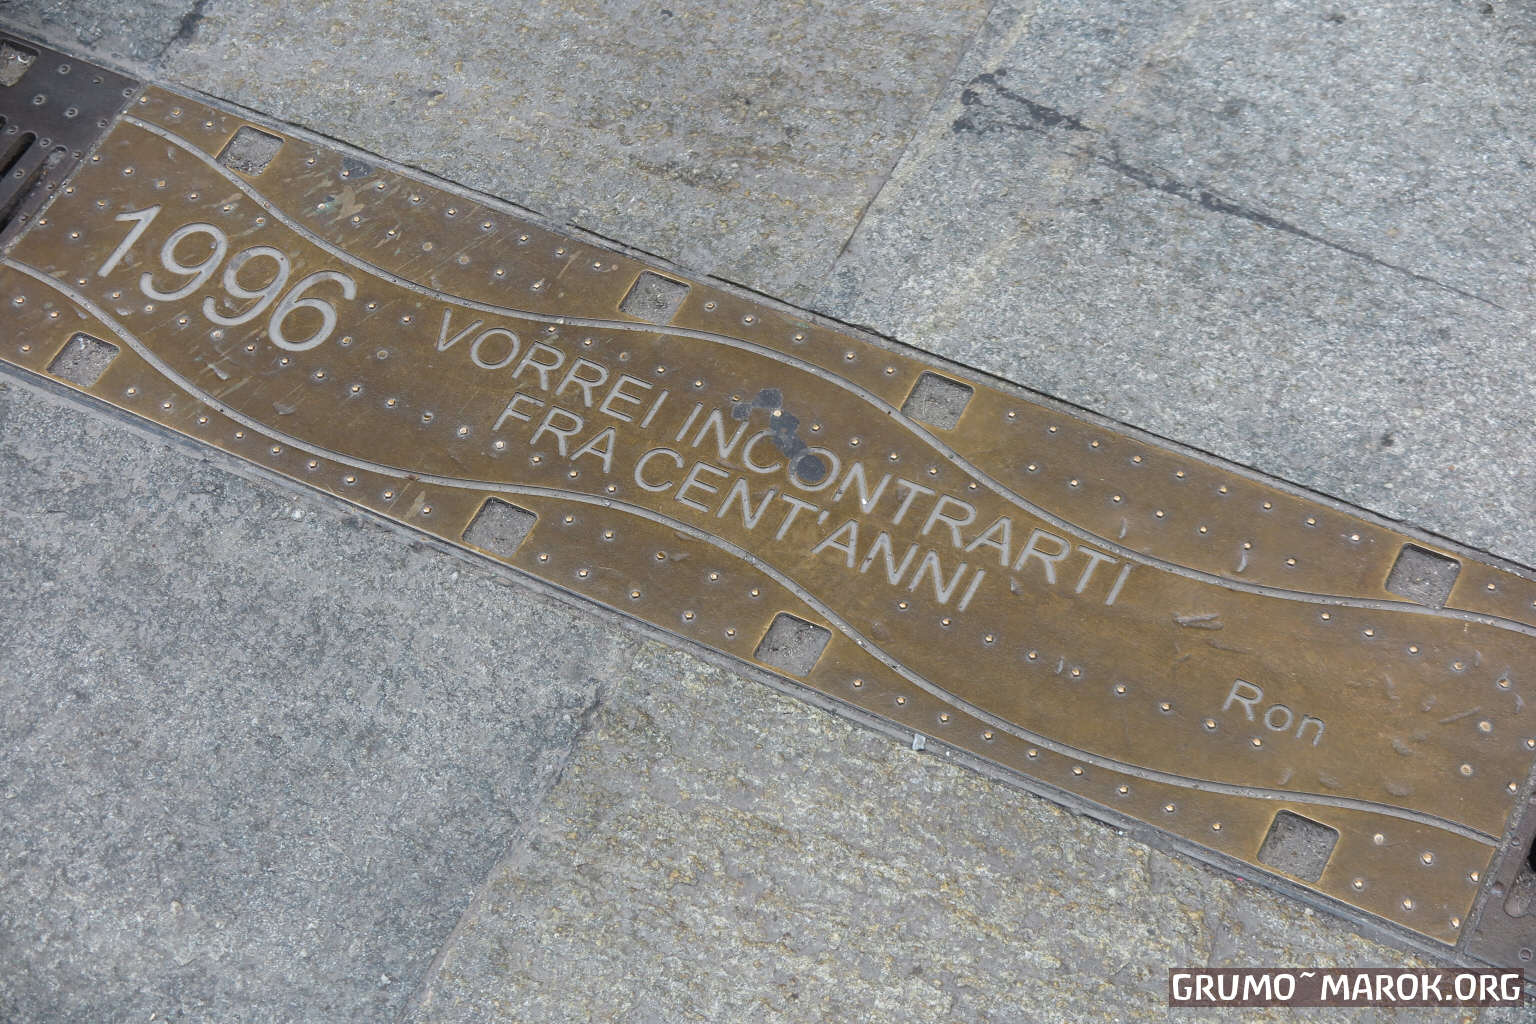 1996
VORREI INCONTRARTI
FRA CENT'ANNI
Ron
GRUMO~MAROK.ORG